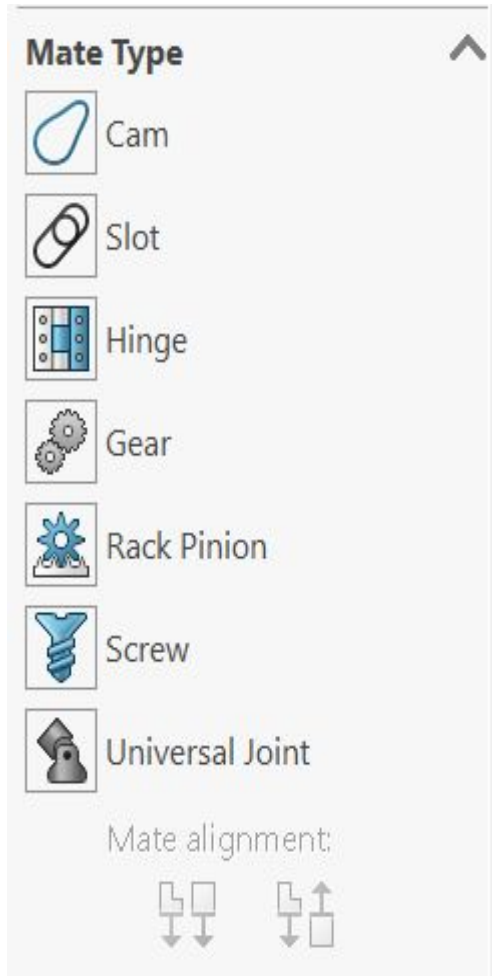 Mate Type
Cam
Slot
Hinge
Gear
Rack Pinion
Screw
Universal Joint
Mate alignment: